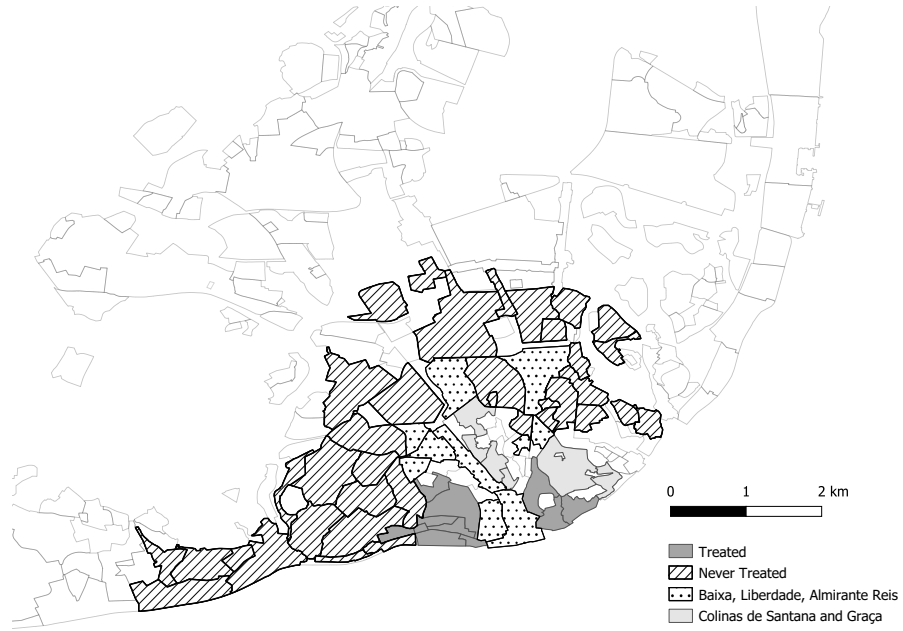 0 1 2 km
Treated
Never Treated
Baixa, Liberdade, Almirante Reis
Colinas de Santana and Graça